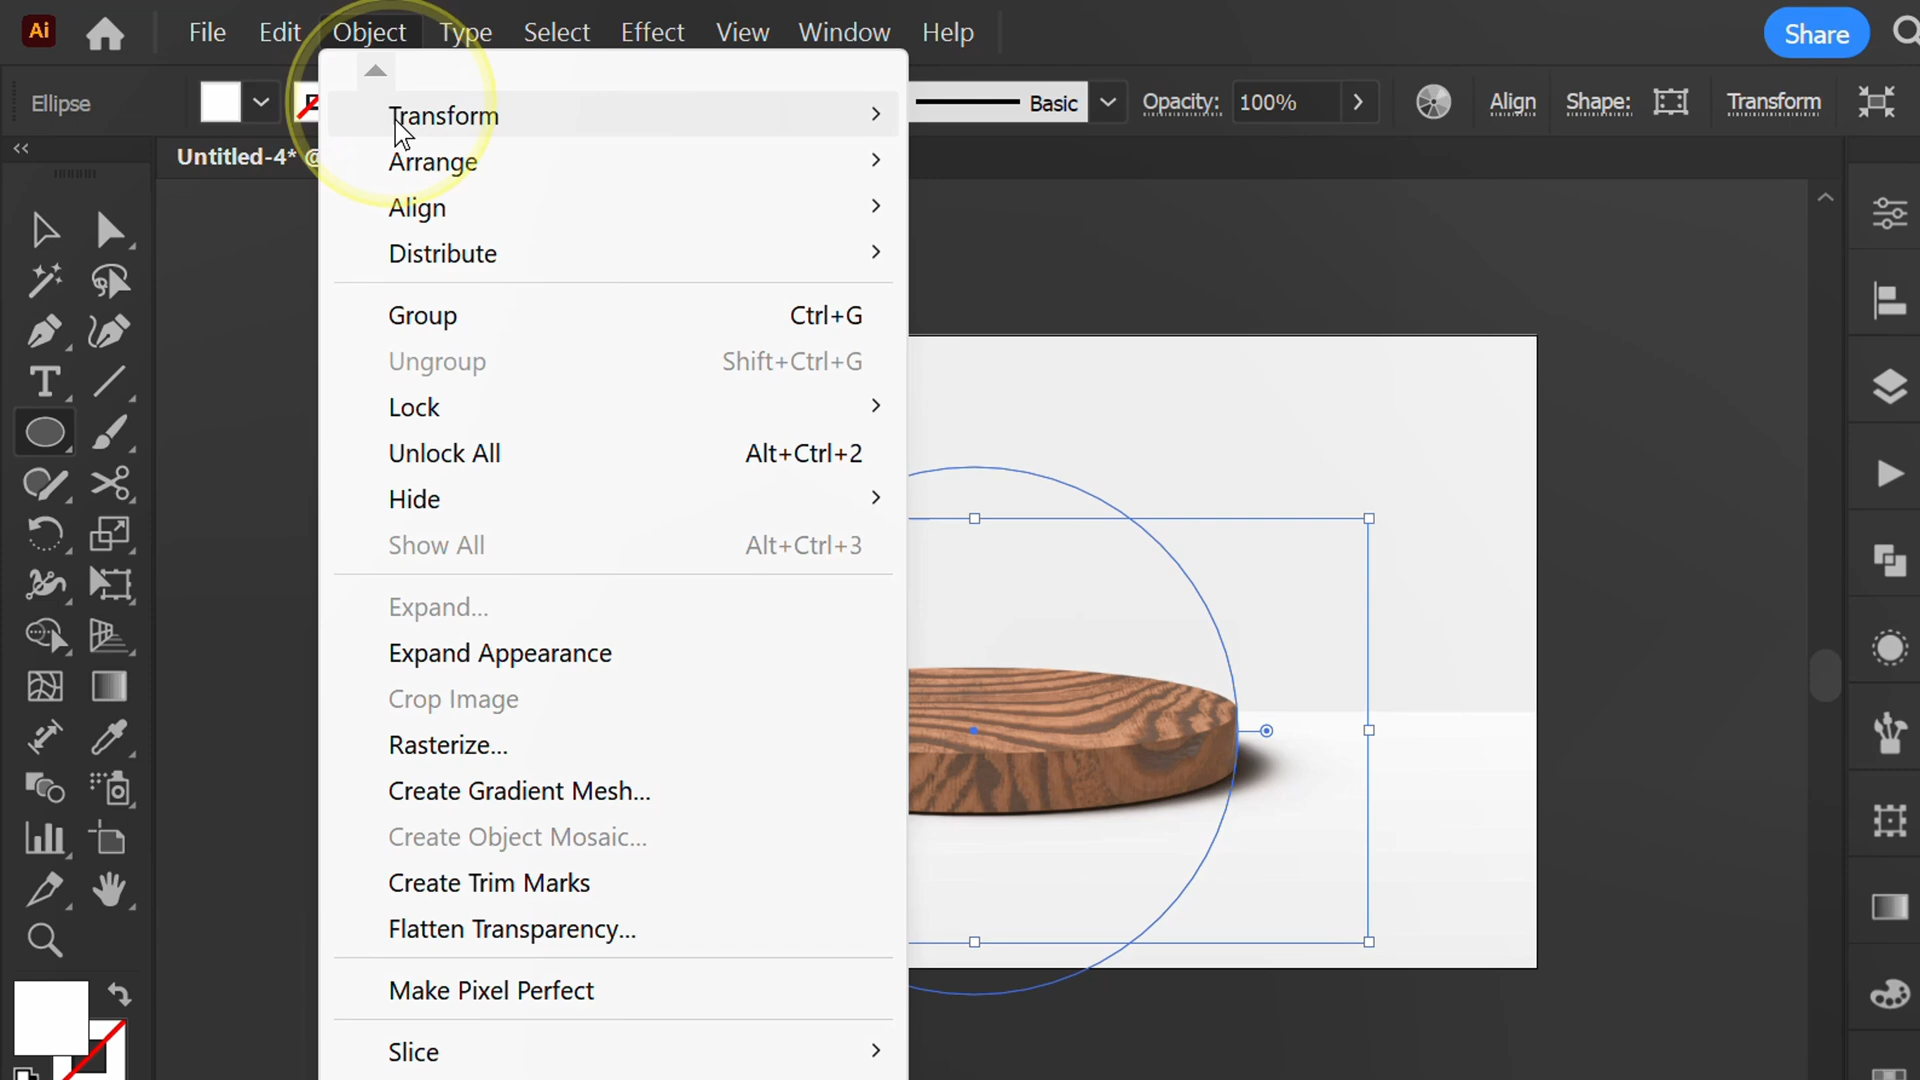 Ai File Edit Object Type Select Effect View Window Help Share
Ellipse Basic Opacity: 100% Align Shape: Transform
Untitled-4* @
Transform
Arrange
Align
Distribute
Group Ctrl+G
Ungroup Shift+Ctrl+G
Lock
Unlock All Alt+Ctrl+2
Hide
Show All Alt+Ctrl+3
Expand...
Expand Appearance
Crop Image
Rasterize...
Create Gradient Mesh...
Create Object Mosaic...
Create Trim Marks
Flatten Transparency...
Make Pixel Perfect
Slice